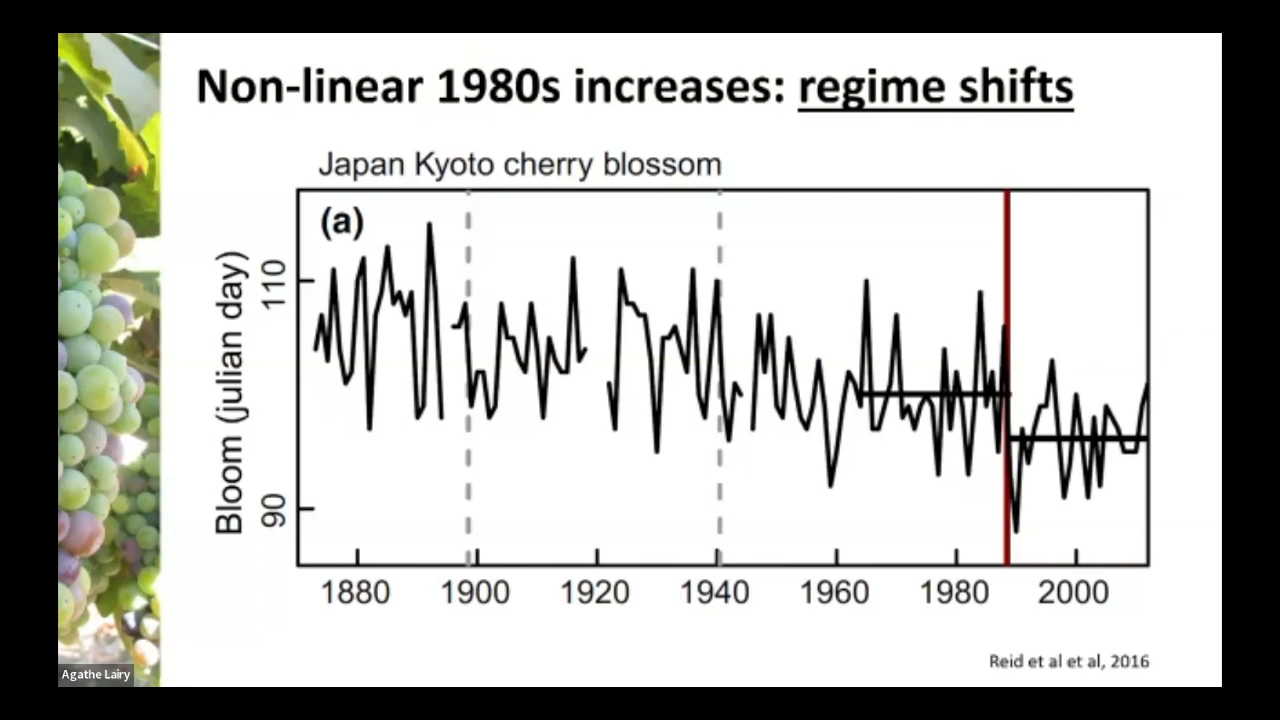 Non-linear 1980s increases: regime shifts
Japan Kyoto cherry blossom
(a)
Bloom (julian day)
110
90
1880 1900 1920 1940 1960 1980 2000
Reid et al et al, 2016
Agathe Lairy